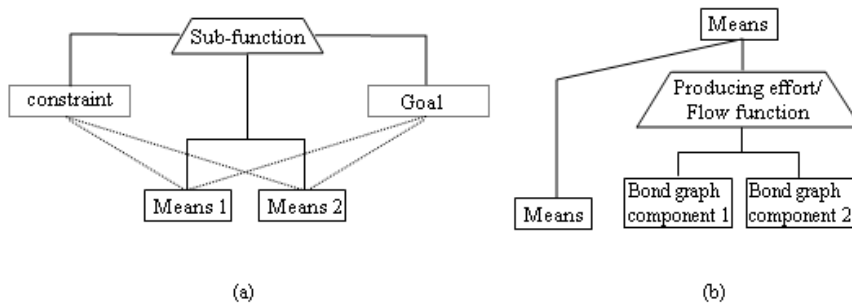 Sub-function
constraint
Goal
Means 1
Means 2
(a)
Means
Producing effort/
Flow function
Means
Bond graph
component 1
Bond graph
component 2
(b)